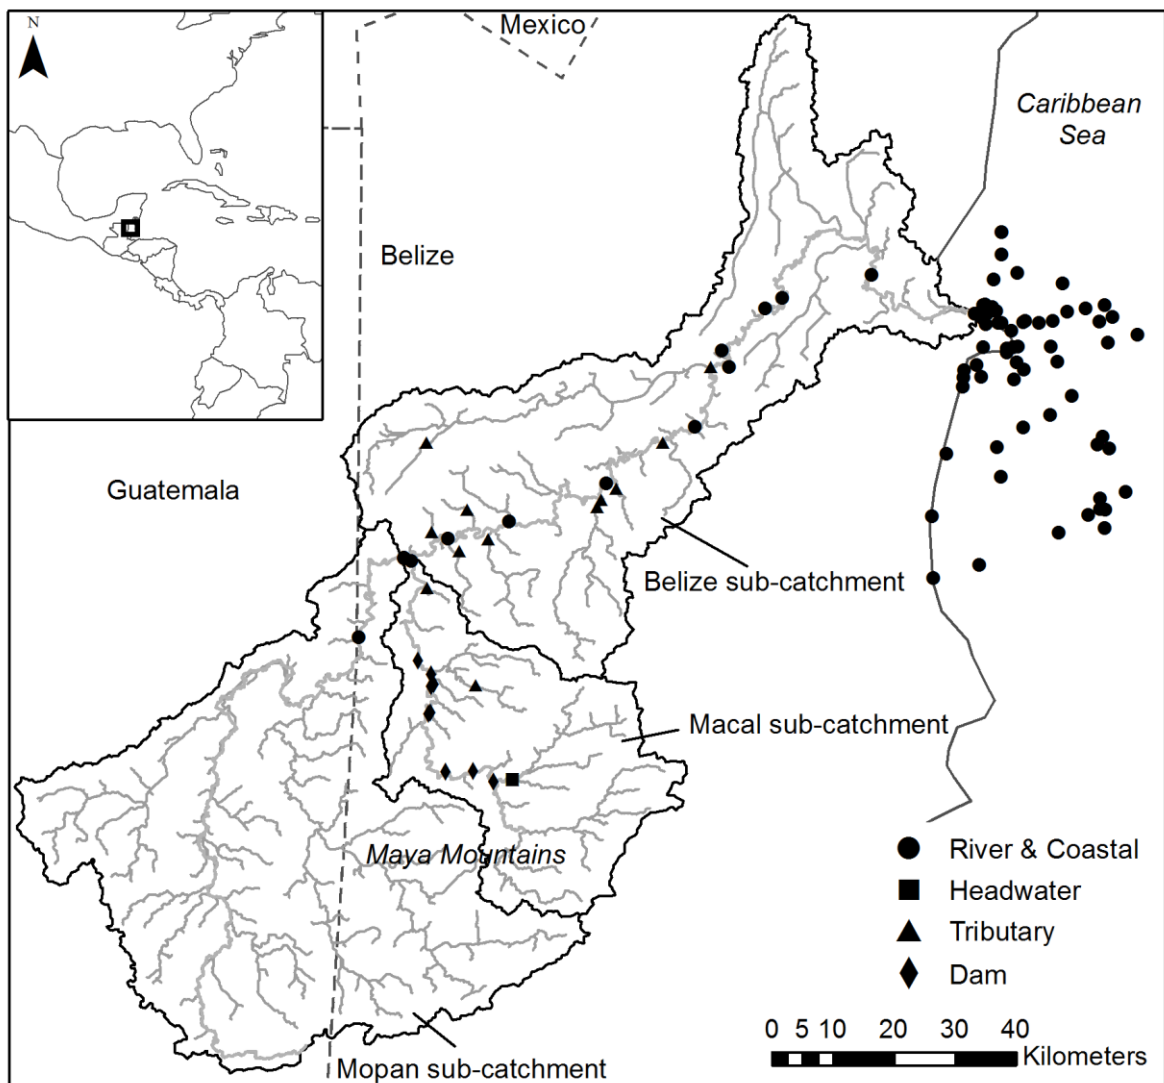 N
Mexico
Caribbean
Sea
Belize
Guatemala
Belize sub-catchment
Macal sub-catchment
Maya Mountains
River & Coastal
Headwater
Tributary
Dam
0 5 10 20 30 40
Kilometers
Mopan sub-catchment